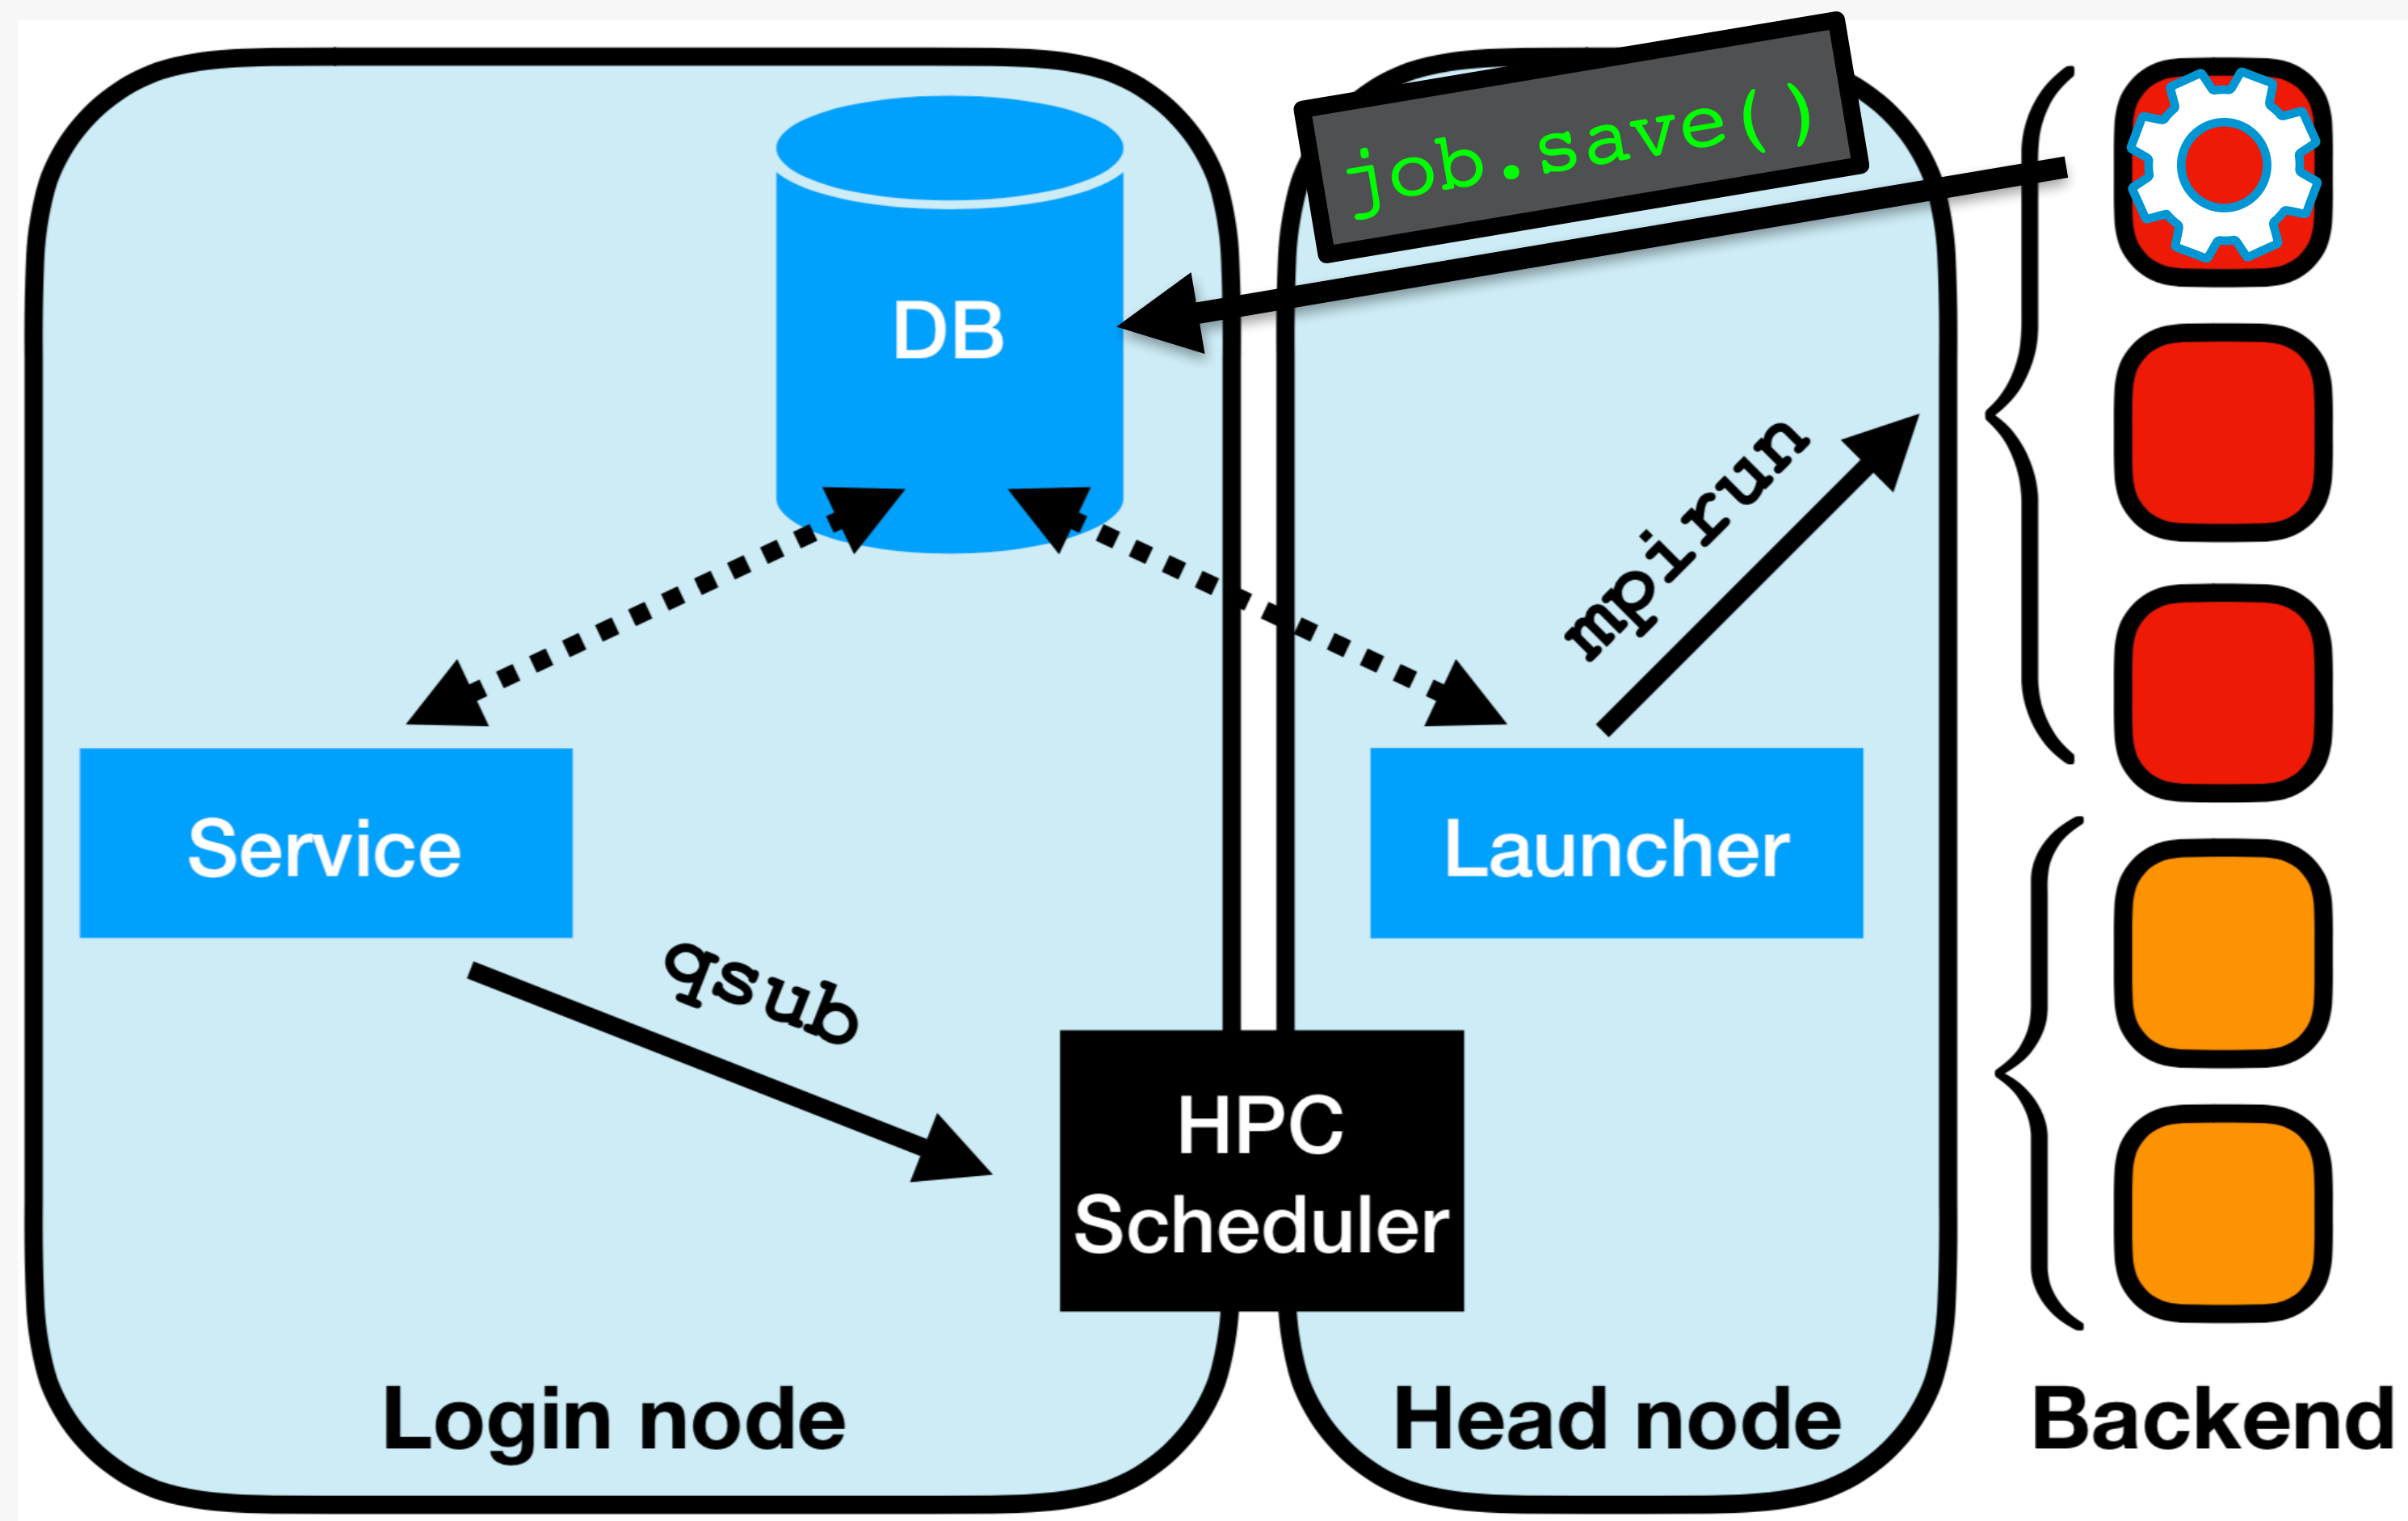 job.save()
DB
mpirun
Service
Launcher
qsub
HPC
Scheduler
Login node
Head node
Backend